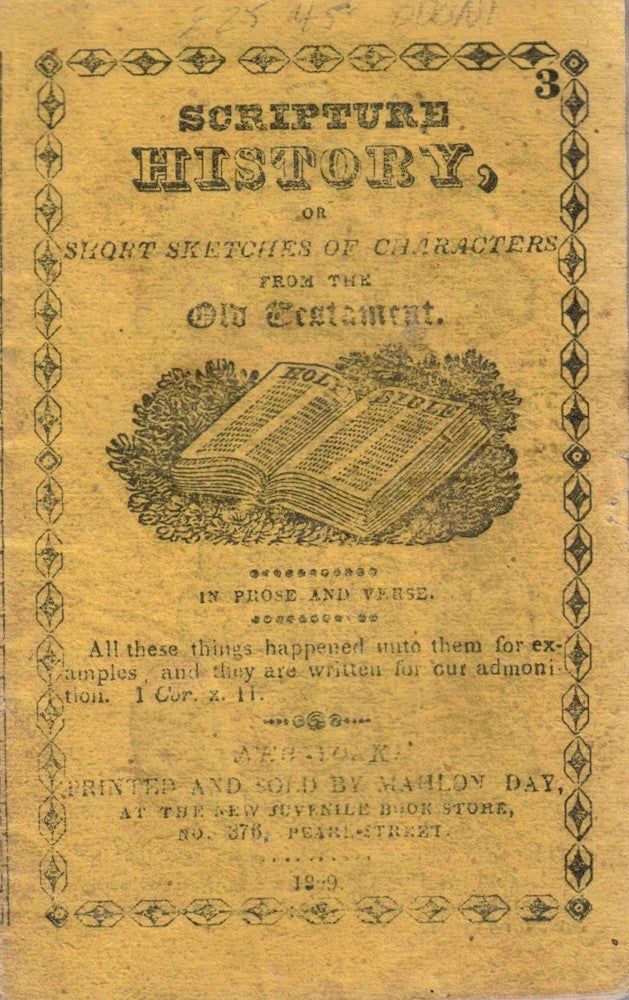 3
SCRIPTURE
HISTORY,
OR
SHORT SKETCHES OF CHARACTERS
FROM THE
Old Testament.
HOLY BIBLE
IN PROSE AND VERSE.
All these things happened unto them for ex-
amples, and they are written for our admoni-
tion. 1 Cor. x. 11.
NEW-YORK:
PRINTED AND SOLD BY MAHLON DAY,
AT THE NEW JUVENILE BOOK STORE,
NO. 376, PEARL-STREET.